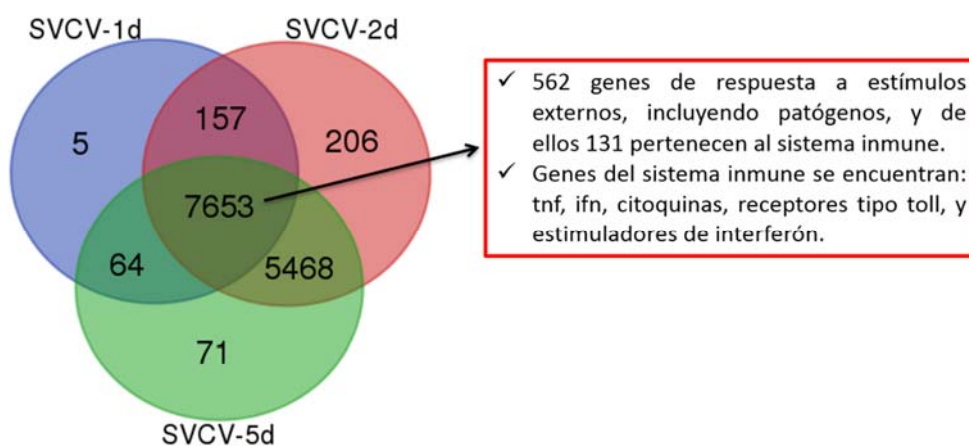 SVCV-1d
SVCV-2d
5
157
206
7653
64
5468
71
SVCV-5d
✓ 562 genes de respuesta a estímulos
externos, incluyendo patógenos, y de
ellos 131 pertenecen al sistema inmune.
✓ Genes del sistema inmune se encuentran:
tnf, ifn, citoquinas, receptores tipo toll, y
estimuladores de interferón.